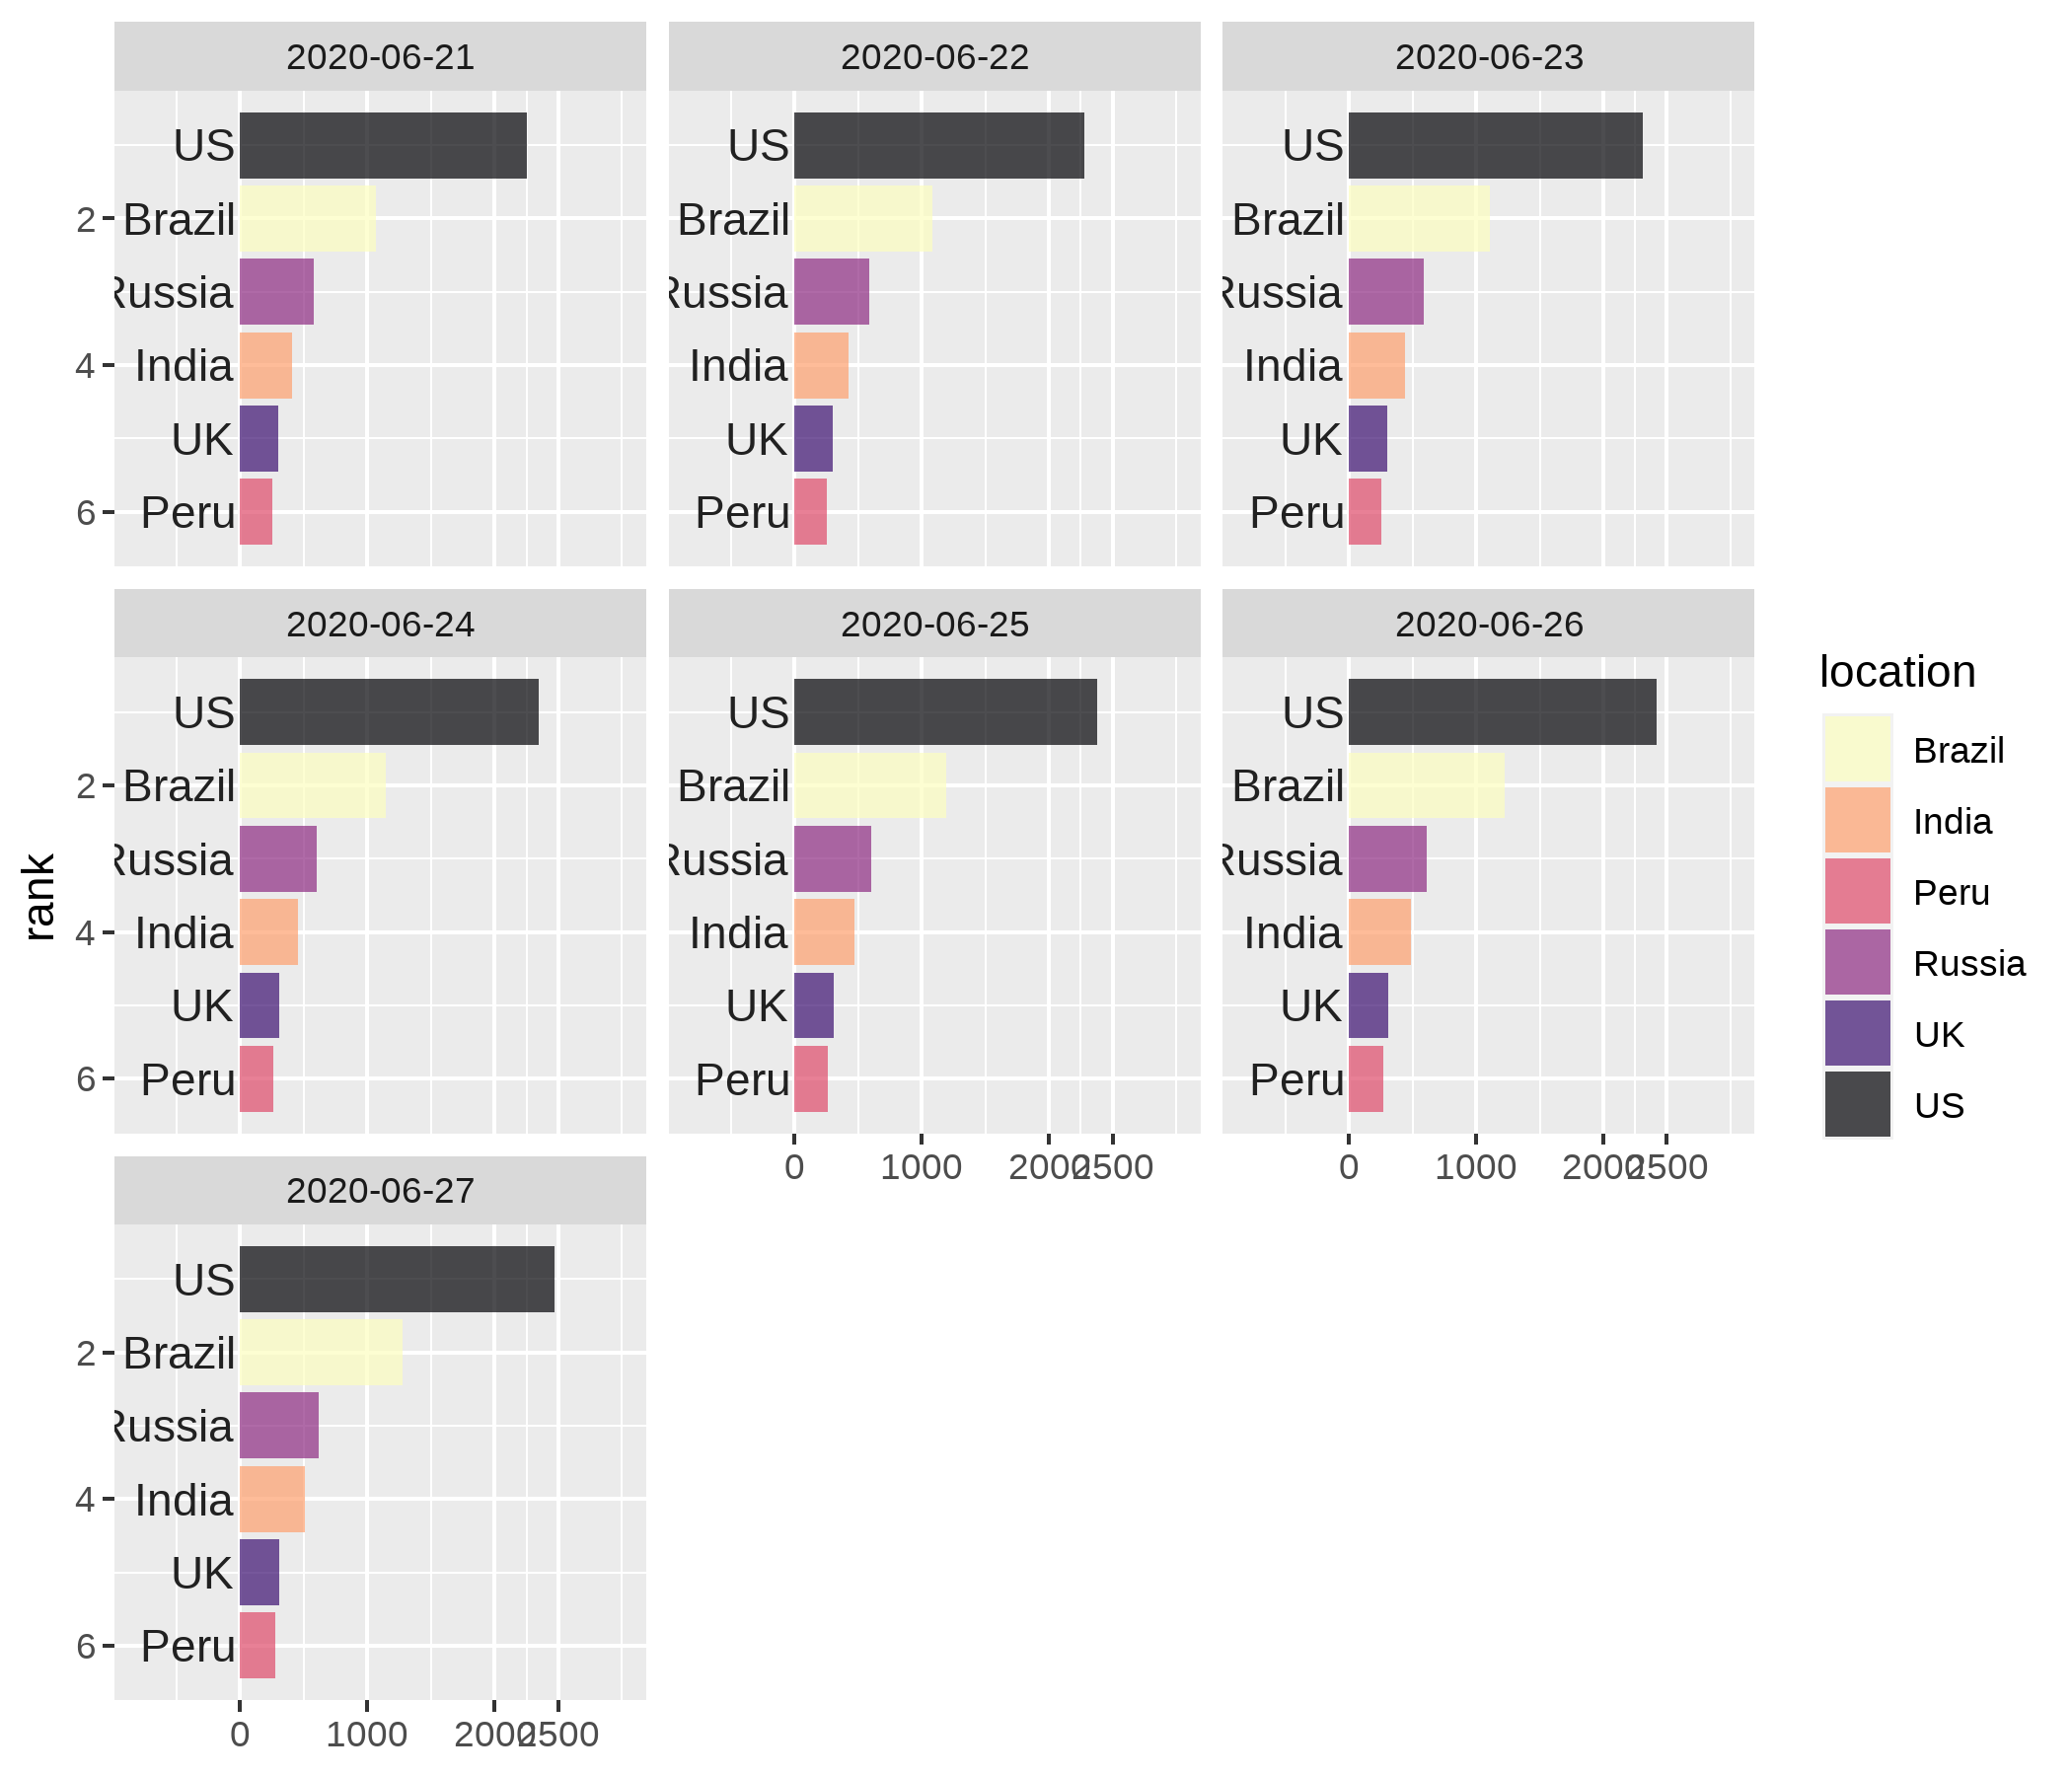 2020-06-21
2020-06-22
2020-06-23
US
US
US
2
Brazil
Brazil
Brazil
Russia
Russia
Russia
4
India
India
India
UK
UK
UK
6
Peru
Peru
Peru
2020-06-24
2020-06-25
2020-06-26
US
US
US
2
Brazil
Brazil
Brazil
Russia
Russia
Russia
4
India
India
India
UK
UK
UK
6
Peru
Peru
Peru
0 1000 2000 2500
0 1000 2000 2500
2020-06-27
US
2
Brazil
Russia
4
India
UK
6
Peru
0 1000 2000 2500
rank
location
Brazil
India
Peru
Russia
UK
US